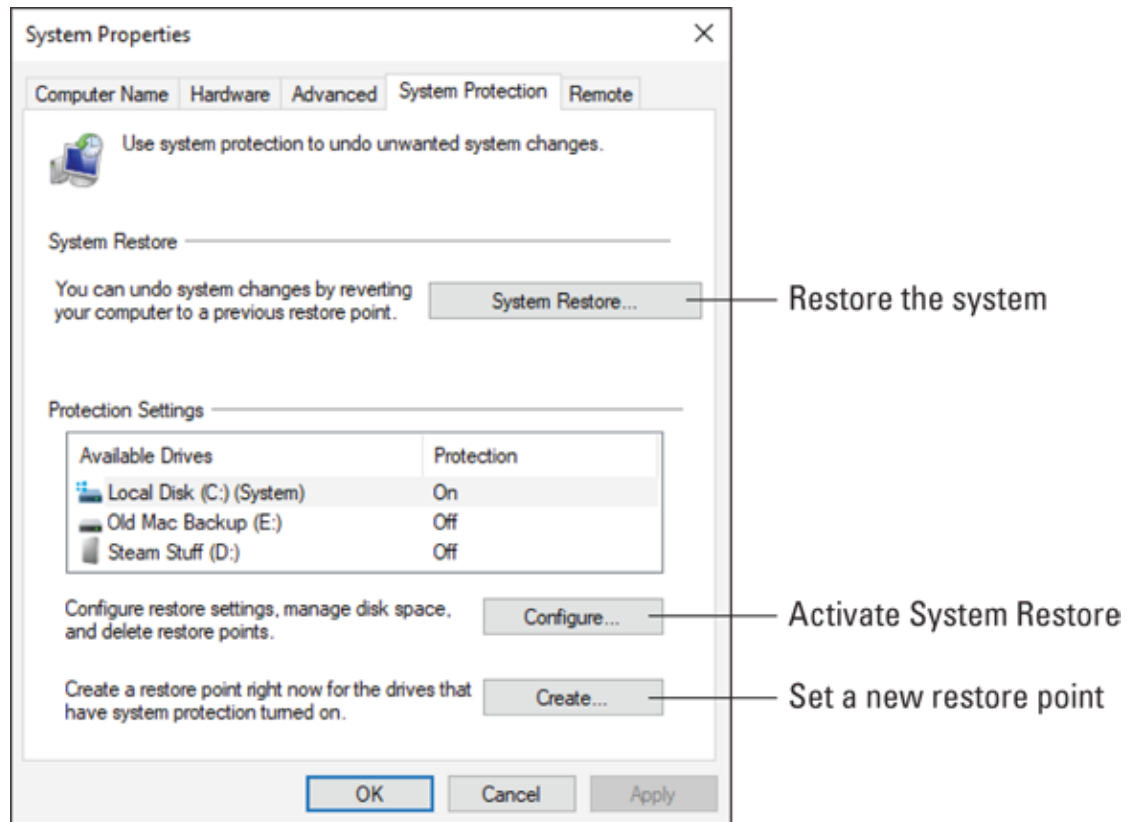 System Properties
Computer Name Hardware Advanced System Protection Remote
Use system protection to undo unwanted system changes.
System Restore
You can undo system changes by reverting
your computer to a previous restore point.
System Restore...
Restore the system
Protection Settings
Available Drives Protection
Local Disk (C:) (System) On
Old Mac Backup (E:) Off
Steam Stuff (D:) Off
Configure restore settings, manage disk space,
and delete restore points.
Configure...
Activate System Restore
Create a restore point right now for the drives that
have system protection turned on.
Create...
Set a new restore point
OK Cancel Apply